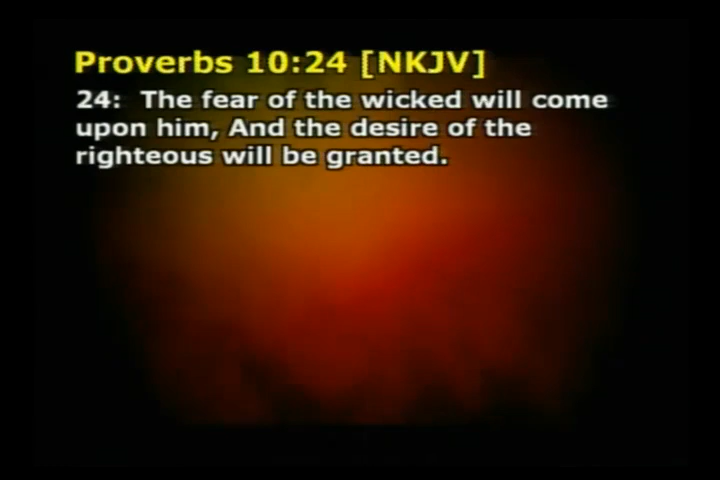 Proverbs 10:24 [NKJV]
24:  The fear of the wicked will come
upon him, And the desire of the
righteous will be granted.